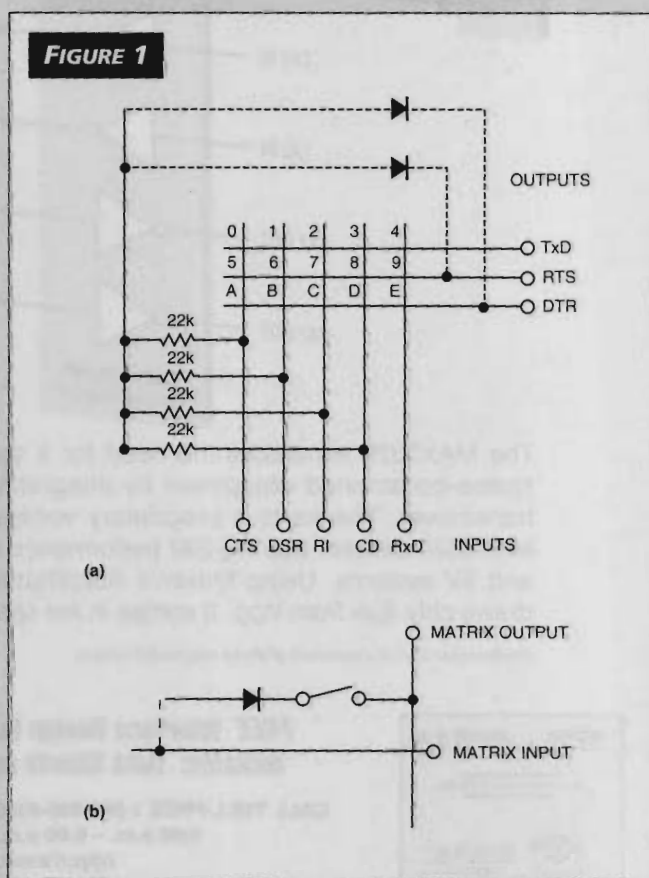 FIGURE 1
OUTPUTS
0 1 2 3 4
TxD
5 6 7 8 9
RTS
A B C D E
DTR
22k
22k
22k
22k
CTS DSR RI CD RxD INPUTS
(a)
MATRIX OUTPUT
MATRIX INPUT
(b)